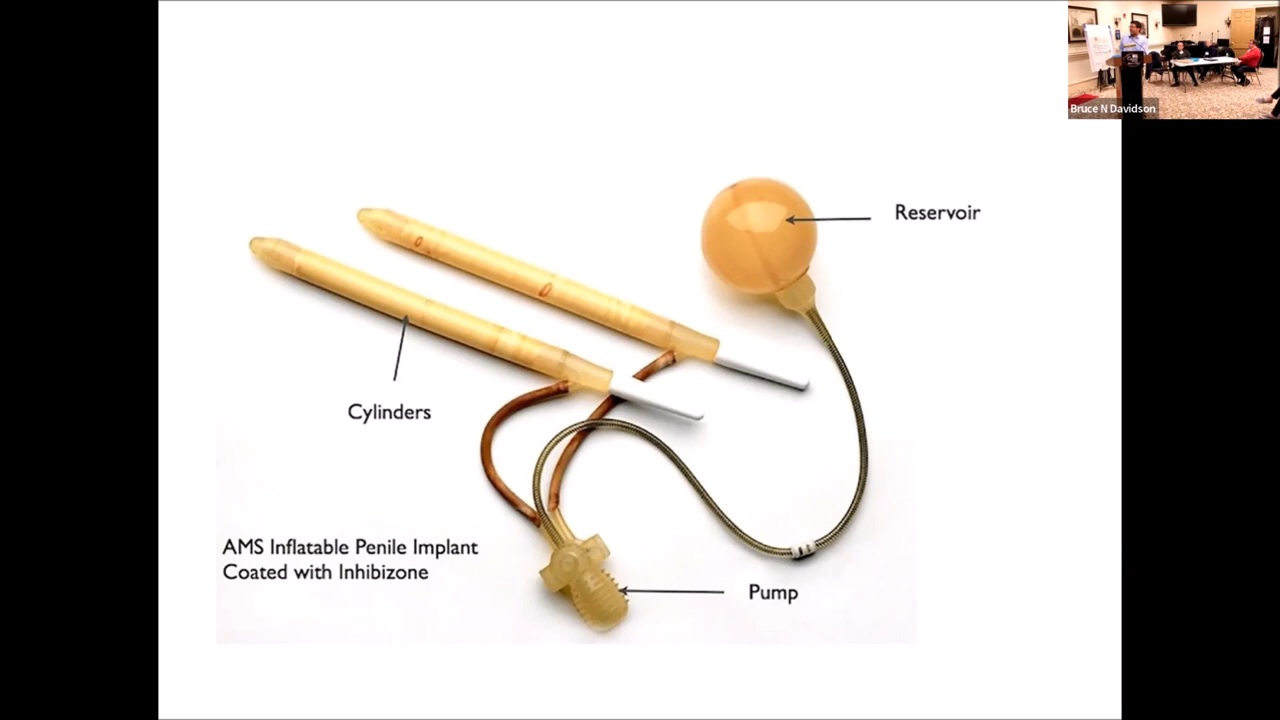 Bruce N Davidson
Reservoir
Cylinders
AMS Inflatable Penile Implant
Coated with Inhibizone
Pump